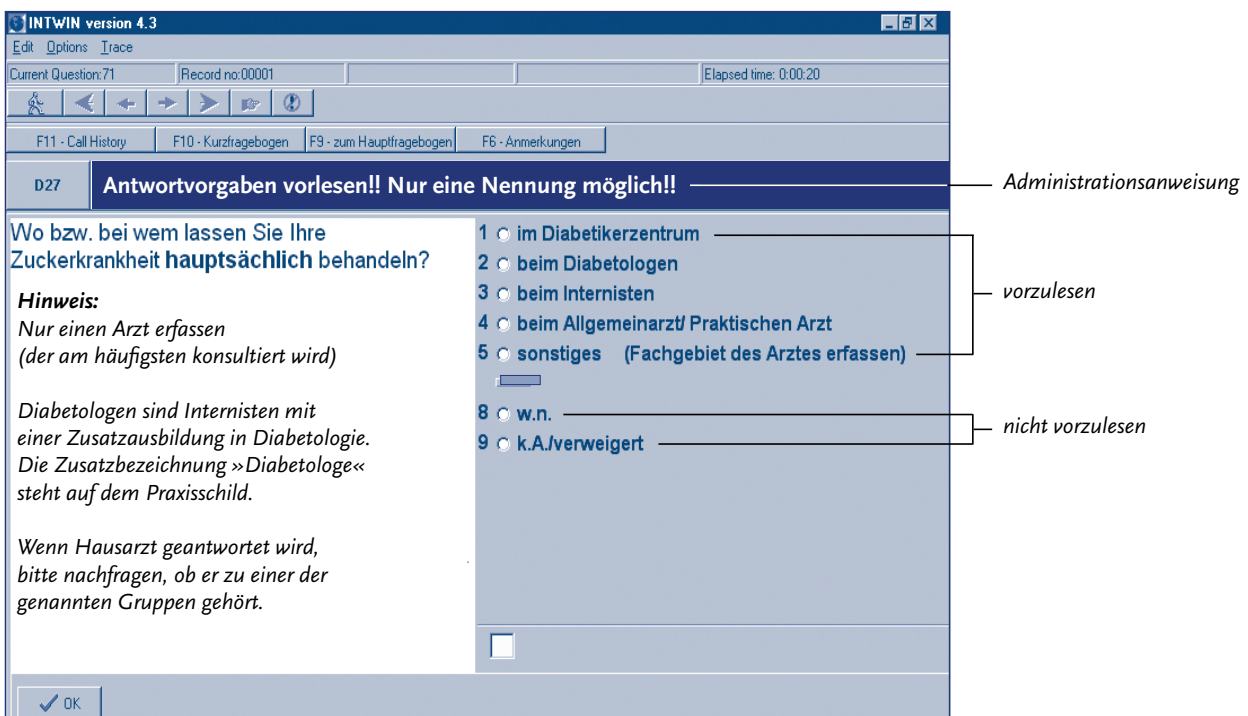 INTWIN version 4.3
Edit Options Trace
Current Question:71 Record no:00001 Elapsed time: 0:00:20
F11 - Call History F10 - Kurzfragebogen F9 - zum Hauptfragebogen F6 - Anmerkungen
D27 Antwortvorgaben vorlesen!! Nur eine Nennung möglich!! Administrationsanweisung
Wo bzw. bei wem lassen Sie Ihre
Zuckerkrankheit hauptsächlich behandeln?
Hinweis:
Nur einen Arzt erfassen
(der am häufigsten konsultiert wird)
Diabetologen sind Internisten mit
einer Zusatzausbildung in Diabetologie.
Die Zusatzbezeichnung »Diabetologe«
steht auf dem Praxisschild.
Wenn Hausarzt geantwortet wird,
bitte nachfragen, ob er zu einer der
genannten Gruppen gehört.
1 im Diabetikerzentrum
2 beim Diabetologen
3 beim Internisten
4 beim Allgemeinarzt/ Praktischen Arzt
5 sonstiges (Fachgebiet des Arztes erfassen)
vorzulesen
8 w.n.
9 k.A./verweigert
nicht vorzulesen
OK